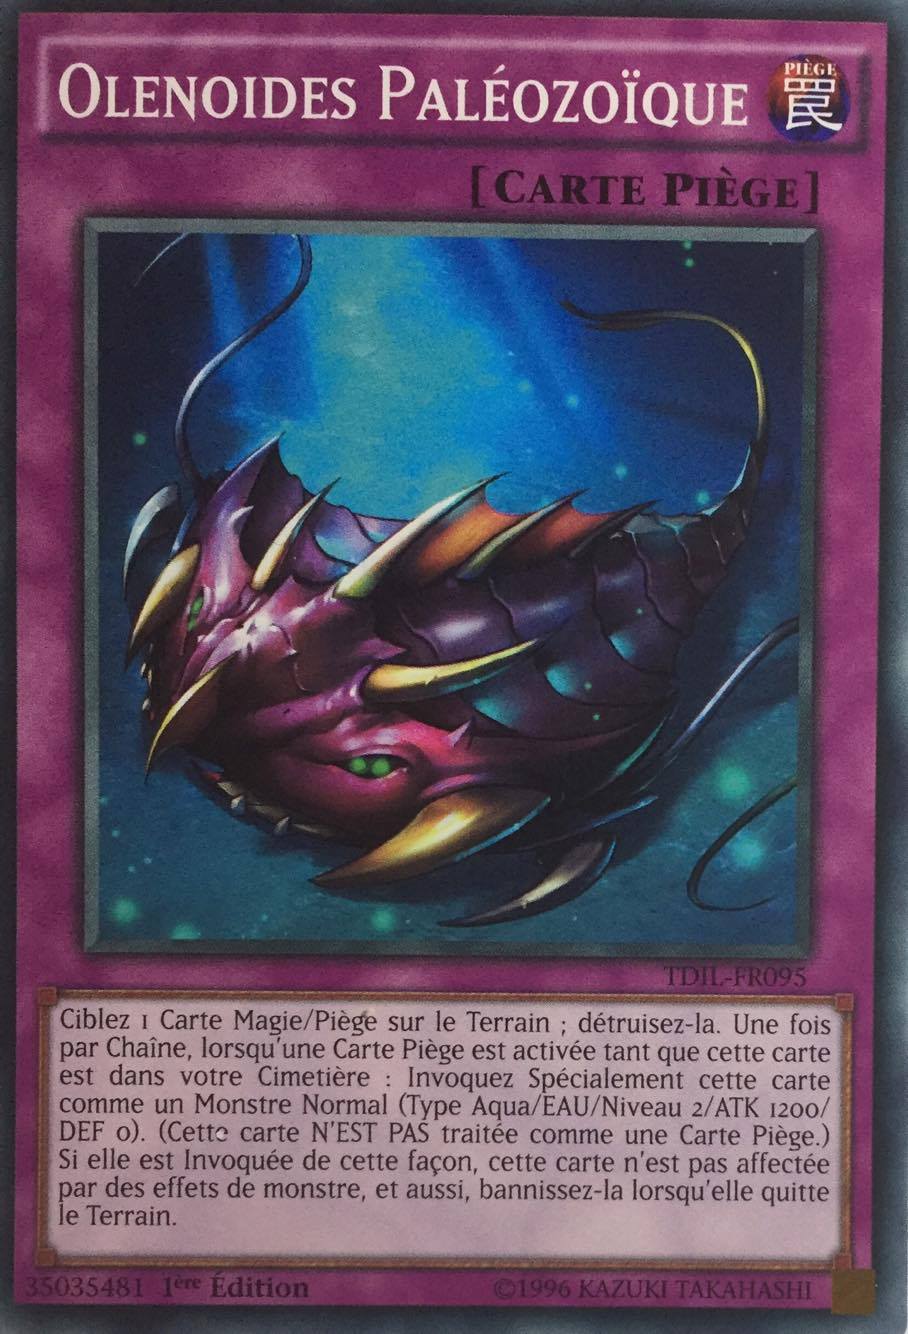 OLENOIDES PALÉOZOÏQUE
PIÈGE
罠
[CARTE PIÈGE]
TDIL-FR095
Ciblez 1 Carte Magie/Piège sur le Terrain ; détruisez-la. Une fois
par Chaîne, lorsqu'une Carte Piège est activée tant que cette carte
est dans votre Cimetière : Invoquez Spécialement cette carte
comme un Monstre Normal (Type Aqua/EAU/Niveau 2/ATK 1200/
DEF 0). (Cette carte N'EST PAS traitée comme une Carte Piège.)
Si elle est Invoquée de cette façon, cette carte n'est pas affectée
par des effets de monstre, et aussi, bannissez-la lorsqu'elle quitte
le Terrain.
35035481 1ère Édition
©1996 KAZUKI TAKAHASHI